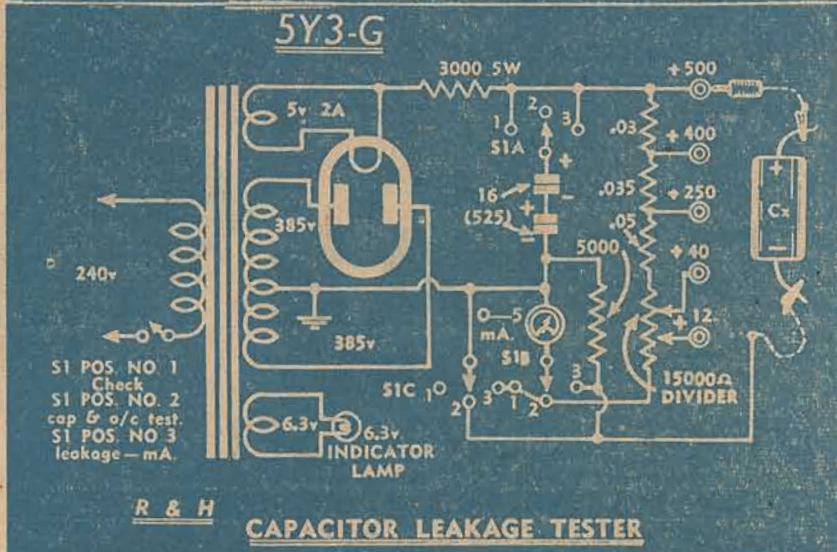 5Y3-G
3000 5W
+500
5v 2A
2
1
3
S1A
.03
+400
+
.035
+250
16
(525)
-
+
-
385v
5000
.05
+
Cx
-
240v
+40
0-5
mA.
+12
385v
S1B
S1 POS. NO. 1
Check
S1 POS. NO. 2
cap & o/c test.
S1 POS. NO 3
leakage — mA.
S1C
1
2
3
1
2
3
15000Ω
DIVIDER
6.3v
6.3v
INDICATOR
LAMP
R & H
CAPACITOR LEAKAGE TESTER